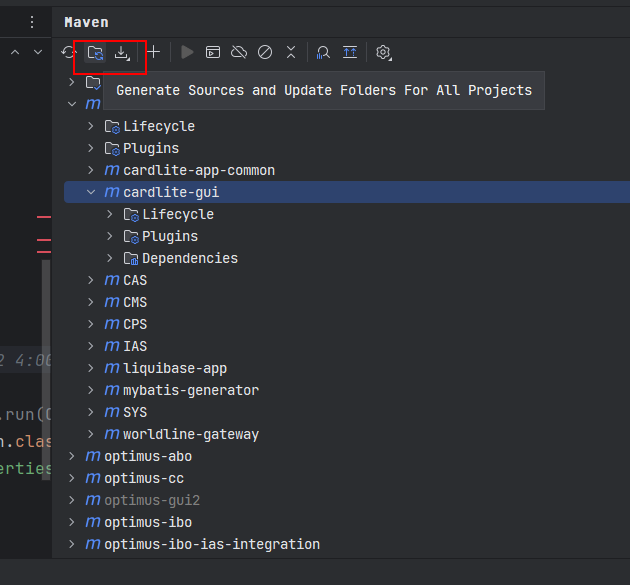 Maven
Generate Sources and Update Folders For All Projects
m
Lifecycle
Plugins
m cardlite-app-common
m cardlite-gui
Lifecycle
Plugins
Dependencies
m CAS
m CMS
m CPS
2 4:00
m IAS
m liquibase-app
m mybatis-generator
.run(
m SYS
n.clas
m worldline-gateway
m optimus-abo
erties
m optimus-cc
m optimus-gui2
m optimus-ibo
m optimus-ibo-ias-integration